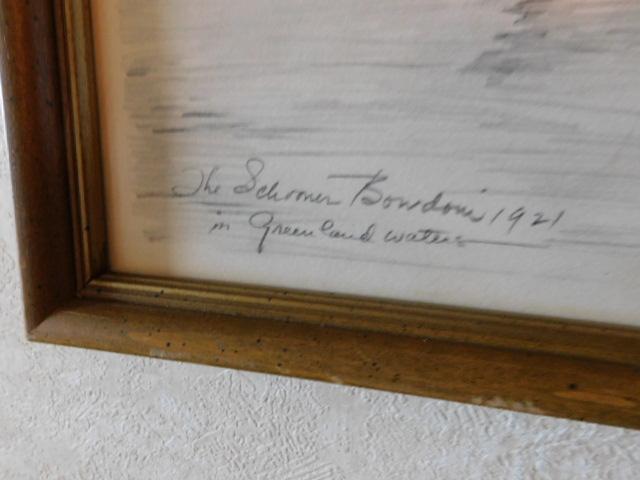 The Schooner Bowdoin 1921
in Greenland waters